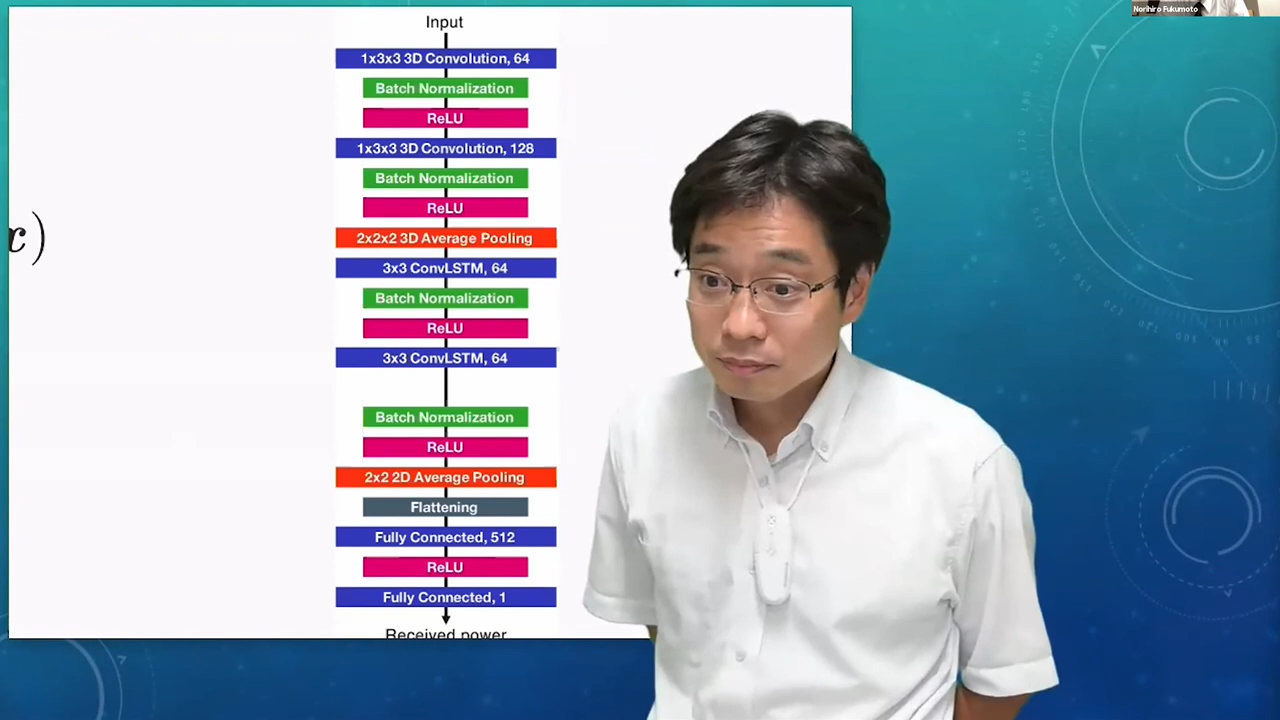 Norihiro Fukumoto
Input
1x3x3 3D Convolution, 64
Batch Normalization
ReLU
1x3x3 3D Convolution, 128
Batch Normalization
ReLU
x)
2x2x2 3D Average Pooling
3x3 ConvLSTM, 64
Batch Normalization
ReLU
3x3 ConvLSTM, 64
Batch Normalization
ReLU
2x2 2D Average Pooling
Flattening
Fully Connected, 512
ReLU
Fully Connected, 1
Received power